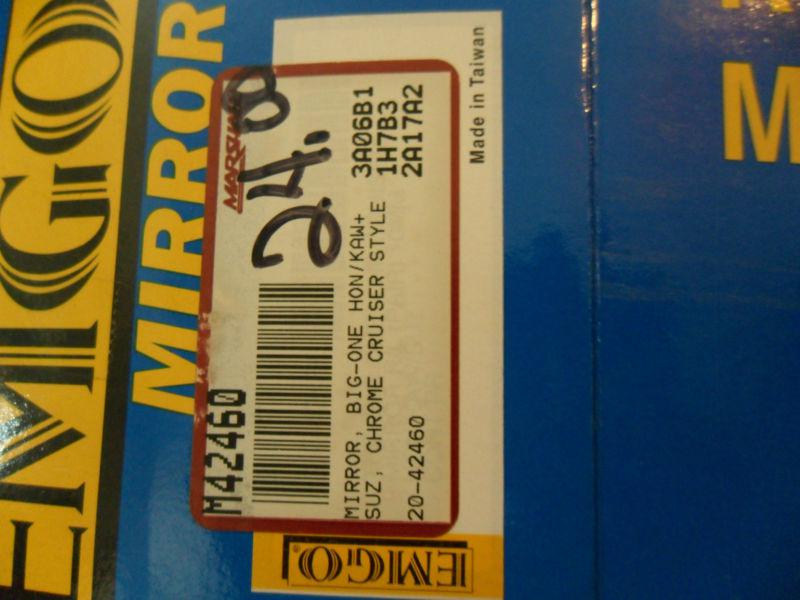 EMGO
MIRROR
M42460
MARSHALL
24.00
MIRROR, BIG-ONE HON/KAW+
SUZ, CHROME CRUISER STYLE
3A06B1
1H7B3
2A17A2
20-42460
Made in Taiwan
EMGO®
M